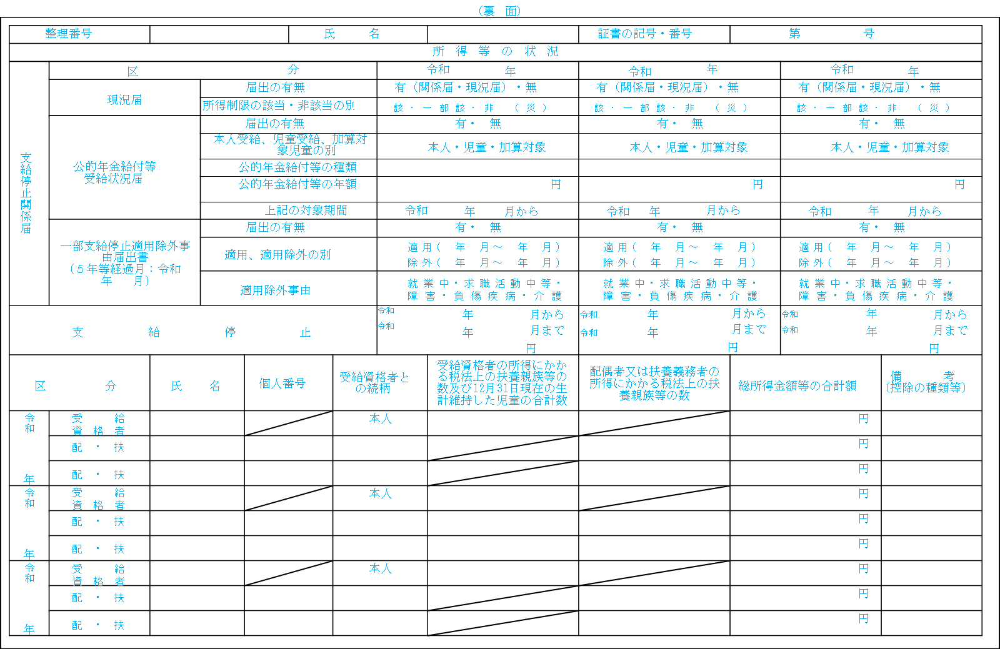 （裏　面）
整理番号　氏　名　証書の記号・番号　第　号
所　得　等　の　状　況
支給停止関係届
区　分　令和　年　令和　年　令和　年
現況届
届出の有無　有（関係届・現況届）・無　有（関係届・現況届）・無　有（関係届・現況届）・無
所得制限の該当・非該当の別　該・一部該・非　（災）　該・一部該・非　（災）　該・一部該・非　（災）
公的年金給付等
受給状況届
届出の有無　有・　無　有・　無　有・　無
本人受給、児童受給、加算対
象児童の別　本人・児童・加算対象　本人・児童・加算対象　本人・児童・加算対象
公的年金給付等の種類
公的年金給付等の年額　円　円　円
上記の対象期間　令和　年　月から　令和　年　月から　令和　年　月から
一部支給停止適用除外事
由届出書
（５年等経過月：令和
年　月）
届出の有無　有・　無　有・　無　有・　無
適用、適用除外の別
適用（　年　月～　年　月）　適用（　年　月～　年　月）　適用（　年　月～　年　月）
除外（　年　月～　年　月）　除外（　年　月～　年　月）　除外（　年　月～　年　月）
適用除外事由
就業中・求職活動中等・　就業中・求職活動中等・　就業中・求職活動中等・
障害・負傷疾病・介護　障害・負傷疾病・介護　障害・負傷疾病・介護
支　給　停　止
令和　年　月から　令和　年　月から　令和　年　月から
令和　年　月まで　令和　年　月まで　令和　年　月まで
円　円　円
区　分　氏　名　個人番号
受給資格者と
の続柄
受給資格者の所得にかか
る税法上の扶養親族等の
数及び12月31日現在の生
計維持した児童の合計数
配偶者又は扶養義務者の
所得にかかる税法上の扶
養親族等の数
総所得金額等の合計額
備　考
（控除の種類等）
令和　年
受　給
資　格　者　本人　円
配　・　扶　円
配　・　扶　円
令和　年
受　給
資　格　者　本人　円
配　・　扶　円
配　・　扶　円
令和　年
受　給
資　格　者　本人　円
配　・　扶　円
配　・　扶　円